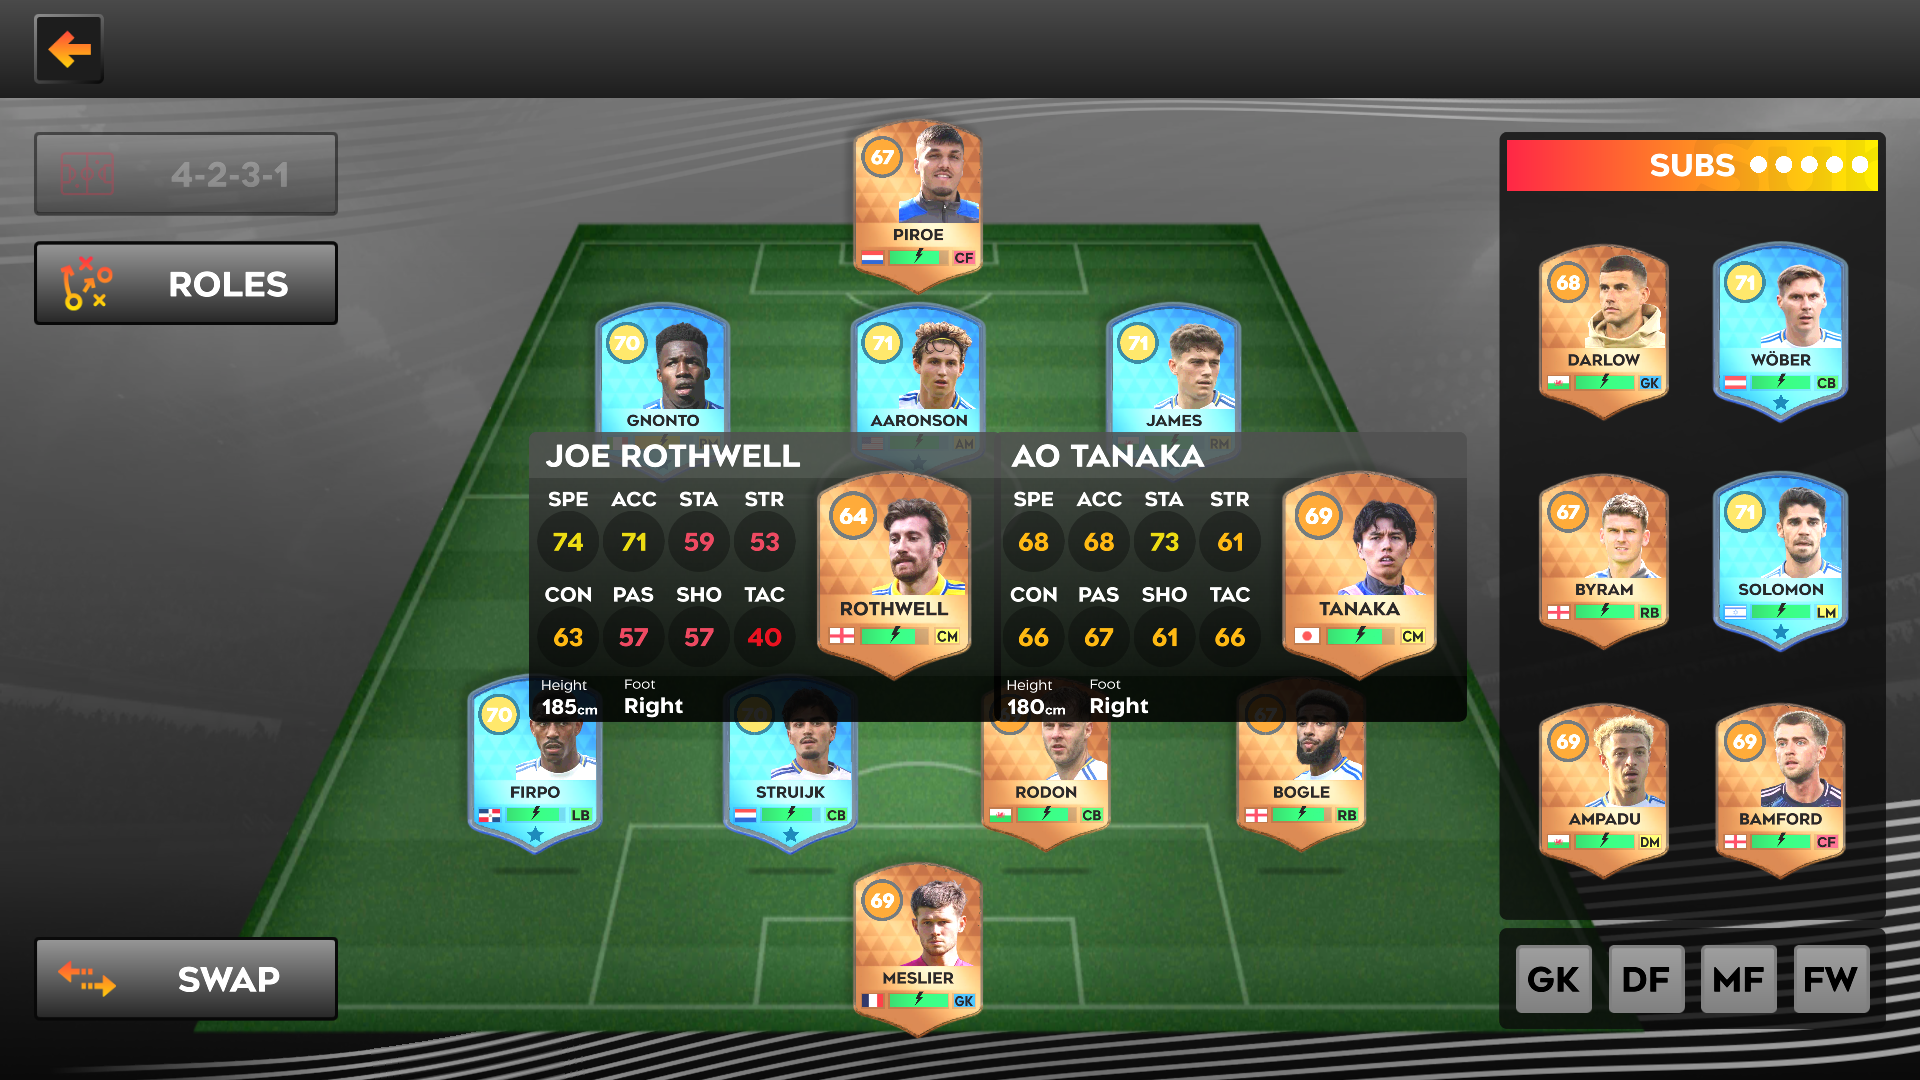 4-2-3-1
ROLES
SWAP
67
PIROE
CF
70
GNONTO
RM
71
AARONSON
AM
71
JAMES
RM
JOE ROTHWELL
SPE ACC STA STR
74 71 59 53
CON PAS SHO TAC
63 57 57 40
Height Foot
185cm Right
64
ROTHWELL
CM
AO TANAKA
SPE ACC STA STR
68 68 73 61
CON PAS SHO TAC
66 67 61 66
Height Foot
180cm Right
69
TANAKA
CM
70
FIRPO
LB
STRUIJK
CB
RODON
CB
67
BOGLE
RB
69
MESLIER
GK
SUBS
68
DARLOW
GK
71
WÖBER
CB
67
BYRAM
RB
71
SOLOMON
LM
69
AMPADU
DM
69
BAMFORD
CF
GK DF MF FW